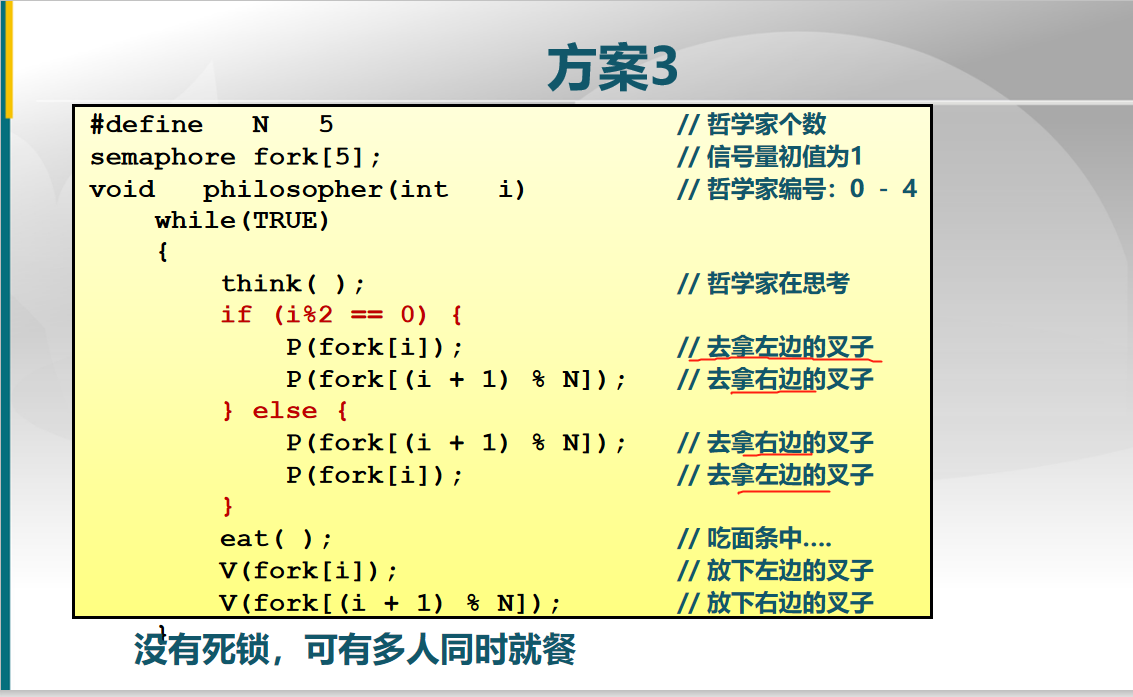 方案3
#define N 5 // 哲学家个数
semaphore fork[5]; // 信号量初值为1
void philosopher(int i) // 哲学家编号：0 - 4
while(TRUE)
{
think( ); // 哲学家在思考
if (i%2 == 0) {
P(fork[i]); // 去拿左边的叉子
P(fork[(i + 1) % N]); // 去拿右边的叉子
} else {
P(fork[(i + 1) % N]); // 去拿右边的叉子
P(fork[i]); // 去拿左边的叉子
}
eat( ); // 吃面条中....
V(fork[i]); // 放下左边的叉子
V(fork[(i + 1) % N]); // 放下右边的叉子
}
没有死锁，可有多人同时就餐